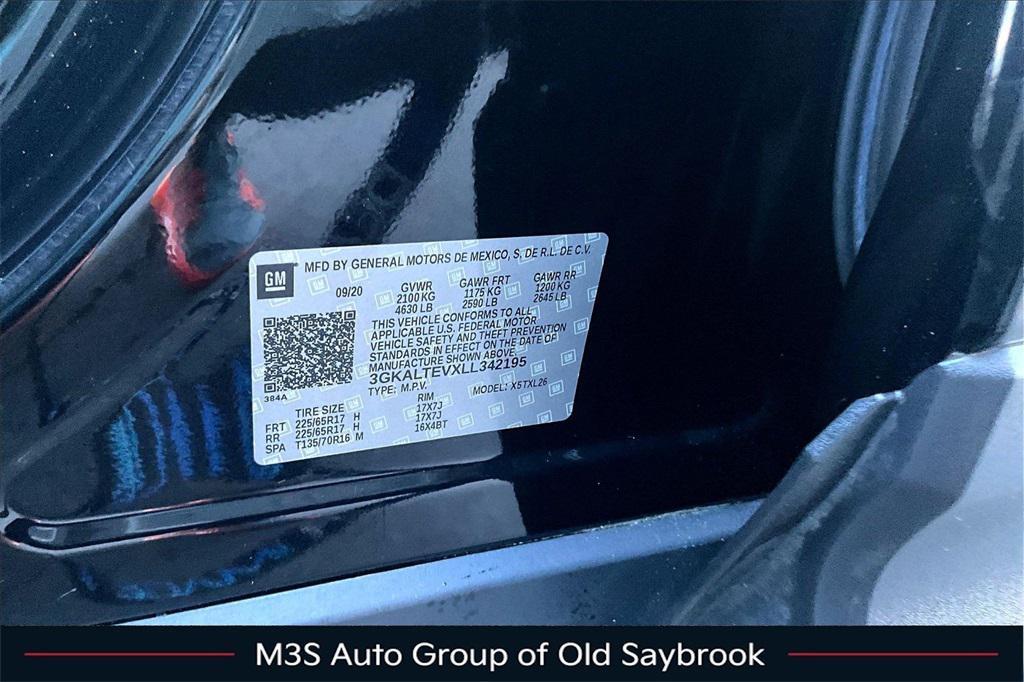 GM
MFD BY GENERAL MOTORS DE MEXICO, S. DE R.L. DE C.V.
09/20 GVWR GAWR FRT GAWR RR
2100 KG 1175 KG 1200 KG
4630 LB 2590 LB 2645 LB
THIS VEHICLE CONFORMS TO ALL
APPLICABLE U.S. FEDERAL MOTOR
VEHICLE SAFETY AND THEFT PREVENTION
STANDARDS IN EFFECT ON THE DATE OF
MANUFACTURE SHOWN ABOVE.
3GKALTEVXLL342195
384A
TYPE: M.P.V. MODEL: X5TXL26
TIRE SIZE RIM
FRT 225/65R17 H 17X7J
RR 225/65R17 H 17X7J
SPA T135/70R16 M 16X4BT
M3S Auto Group of Old Saybrook